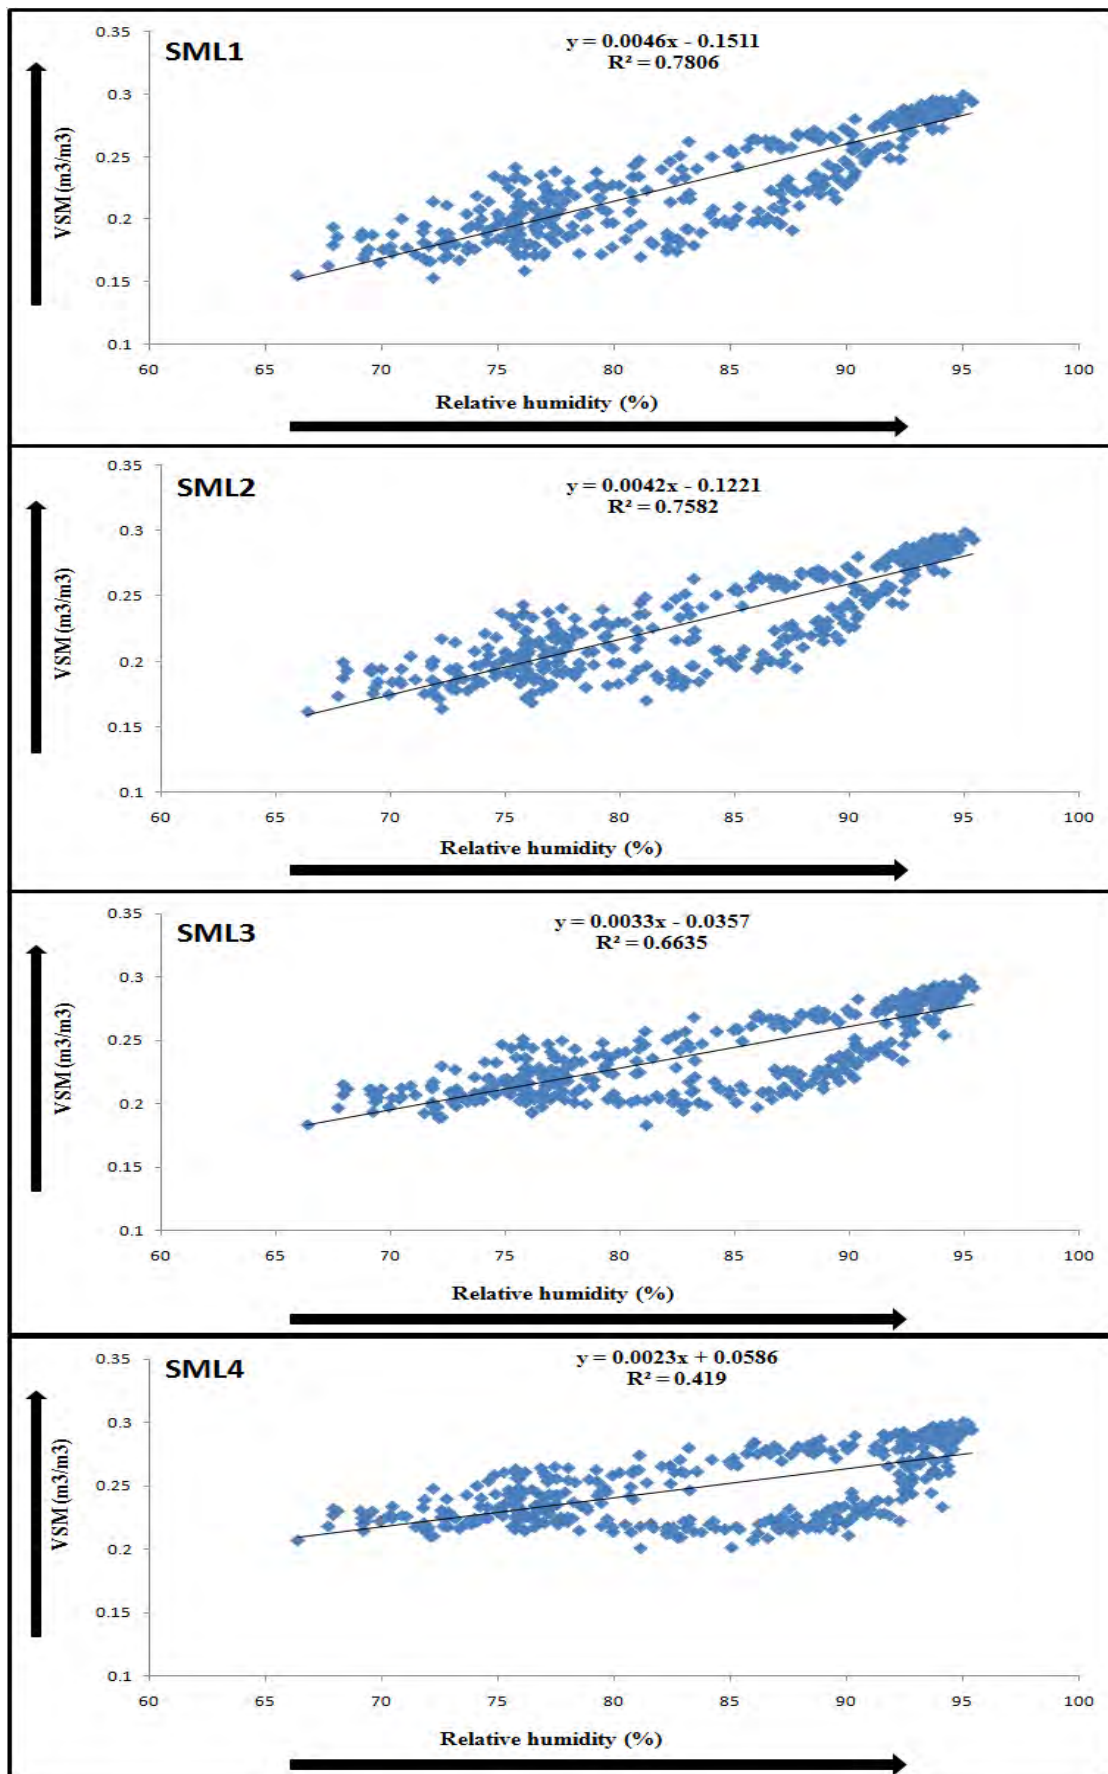 SML1
y = 0.0046x - 0.1511
R² = 0.7806
VSM (m3/m3)
0.35
0.3
0.25
0.2
0.15
0.1
60 65 70 75 80 85 90 95 100
Relative humidity (%)
SML2
y = 0.0042x - 0.1221
R² = 0.7582
VSM (m3/m3)
0.35
0.3
0.25
0.2
0.15
0.1
60 65 70 75 80 85 90 95 100
Relative humidity (%)
SML3
y = 0.0033x - 0.0357
R² = 0.6635
VSM (m3/m3)
0.35
0.3
0.25
0.2
0.15
0.1
60 65 70 75 80 85 90 95 100
Relative humidity (%)
SML4
y = 0.0023x + 0.0586
R² = 0.419
VSM (m3/m3)
0.35
0.3
0.25
0.2
0.15
0.1
60 65 70 75 80 85 90 95 100
Relative humidity (%)